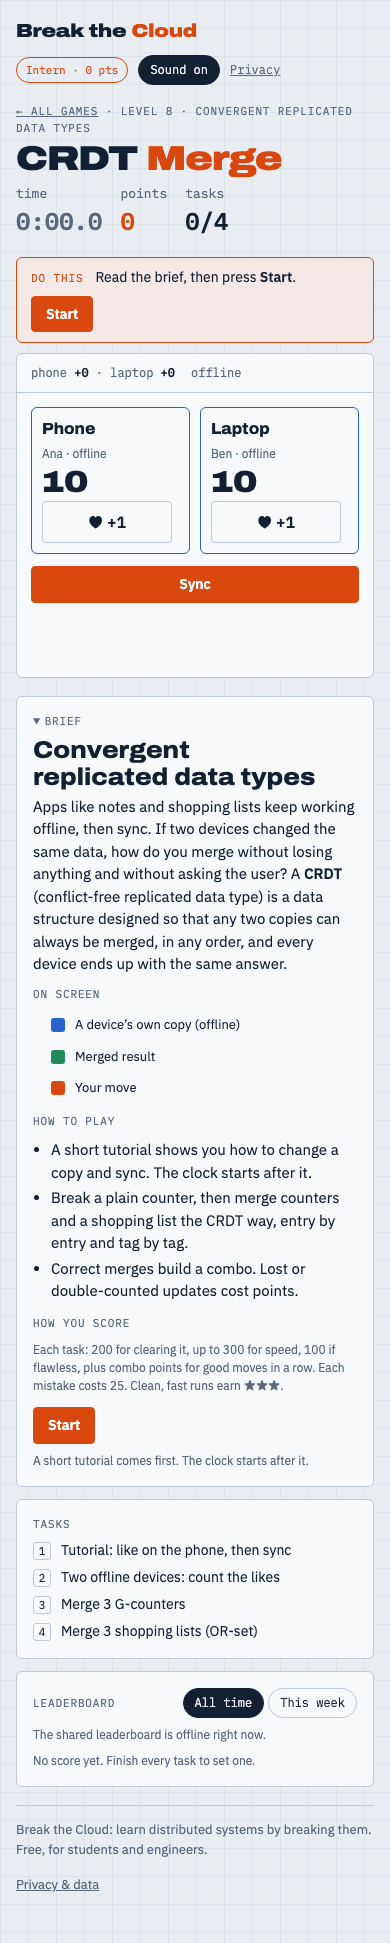 Break the Cloud
Intern · 0 pts
Sound on
Privacy
← ALL GAMES · LEVEL 8 · CONVERGENT REPLICATED
DATA TYPES
CRDT Merge
time points tasks
0:00.0 0 0/4
DO THIS Read the brief, then press Start.
Start
phone +0 · laptop +0 offline
Phone
Ana · offline
10
♥ +1
Laptop
Ben · offline
10
♥ +1
Sync
▼ BRIEF
Convergent
replicated data types
Apps like notes and shopping lists keep working
offline, then sync. If two devices changed the
same data, how do you merge without losing
anything and without asking the user? A CRDT
(conflict-free replicated data type) is a data
structure designed so that any two copies can
always be merged, in any order, and every
device ends up with the same answer.
ON SCREEN
A device’s own copy (offline)
Merged result
Your move
HOW TO PLAY
• A short tutorial shows you how to change a
copy and sync. The clock starts after it.
• Break a plain counter, then merge counters
and a shopping list the CRDT way, entry by
entry and tag by tag.
• Correct merges build a combo. Lost or
double-counted updates cost points.
HOW YOU SCORE
Each task: 200 for clearing it, up to 300 for speed, 100 if
flawless, plus combo points for good moves in a row. Each
mistake costs 25. Clean, fast runs earn ★★★.
Start
A short tutorial comes first. The clock starts after it.
TASKS
1 Tutorial: like on the phone, then sync
2 Two offline devices: count the likes
3 Merge 3 G-counters
4 Merge 3 shopping lists (OR-set)
LEADERBOARD
All time
This week
The shared leaderboard is offline right now.
No score yet. Finish every task to set one.
Break the Cloud: learn distributed systems by breaking them.
Free, for students and engineers.
Privacy & data